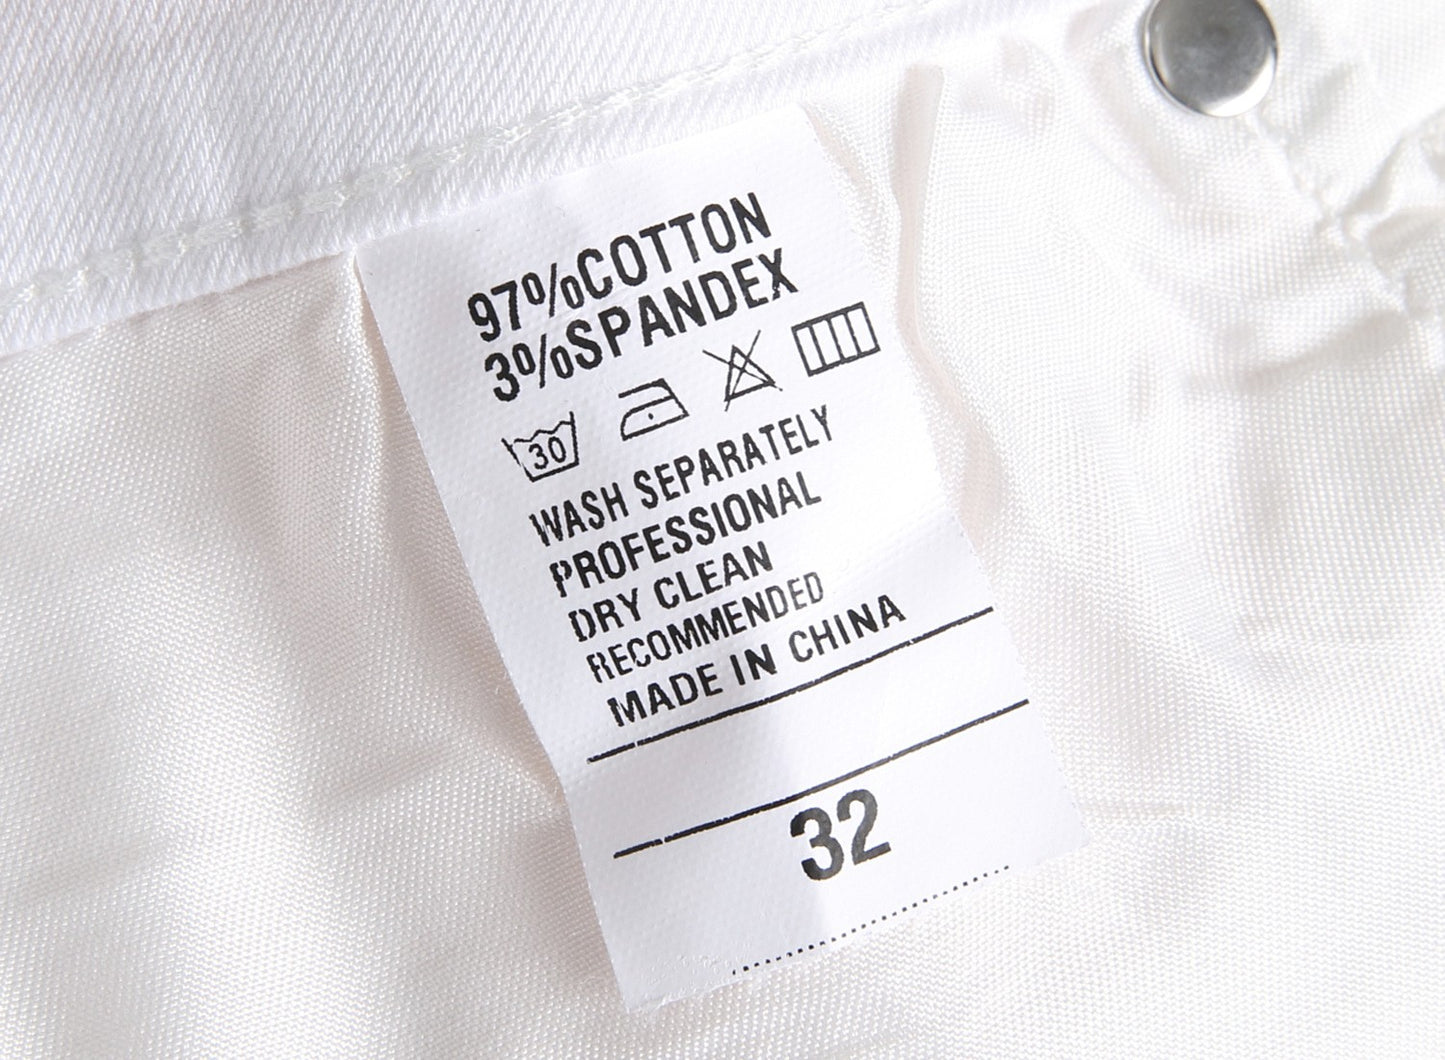 97%COTTON
3%SPANDEX
30
WASH SEPARATELY
PROFESSIONAL
DRY CLEAN
RECOMMENDED
MADE IN CHINA
32